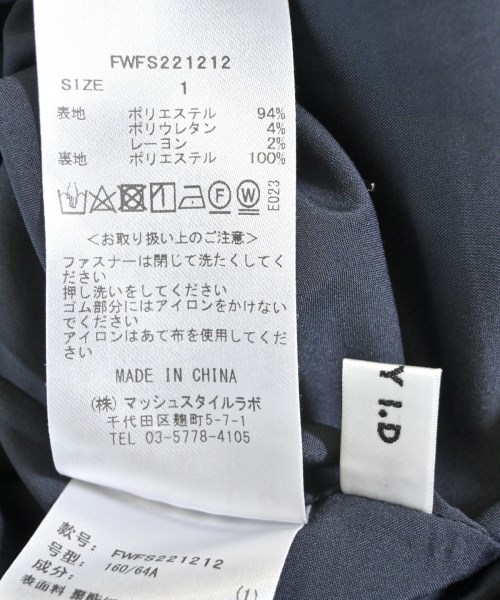 FWFS221212
SIZE 1
表地 ポリエステル 94%
ポリウレタン 4%
レーヨン 2%
裏地 ポリエステル 100%
F W E023
<お取り扱い上のご注意>
ファスナーは閉じて洗たくしてく
ださい
押し洗いをしてください
ゴム部分にはアイロンをかけない
でください
アイロンはあて布を使用してくだ
さい
MADE IN CHINA
(株) マッシュスタイルラボ
千代田区麹町5-7-1
TEL 03-5778-4105
Y I.D
款号: FWFS221212
号型: 160/64A
成分:
表面料 聚酯 (1)